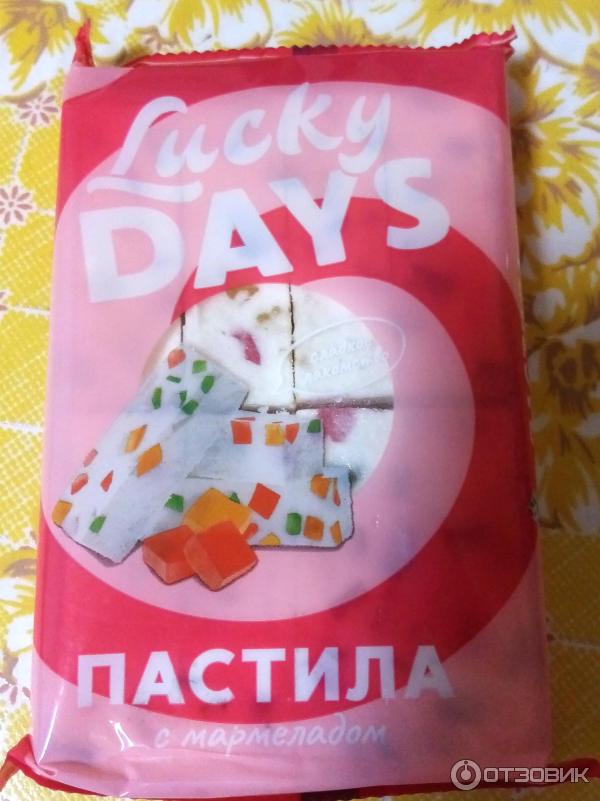 Lucky
DAYS
сладкое
лакомство
ПАСТИЛА
с мармеладом
ОТЗОВИК